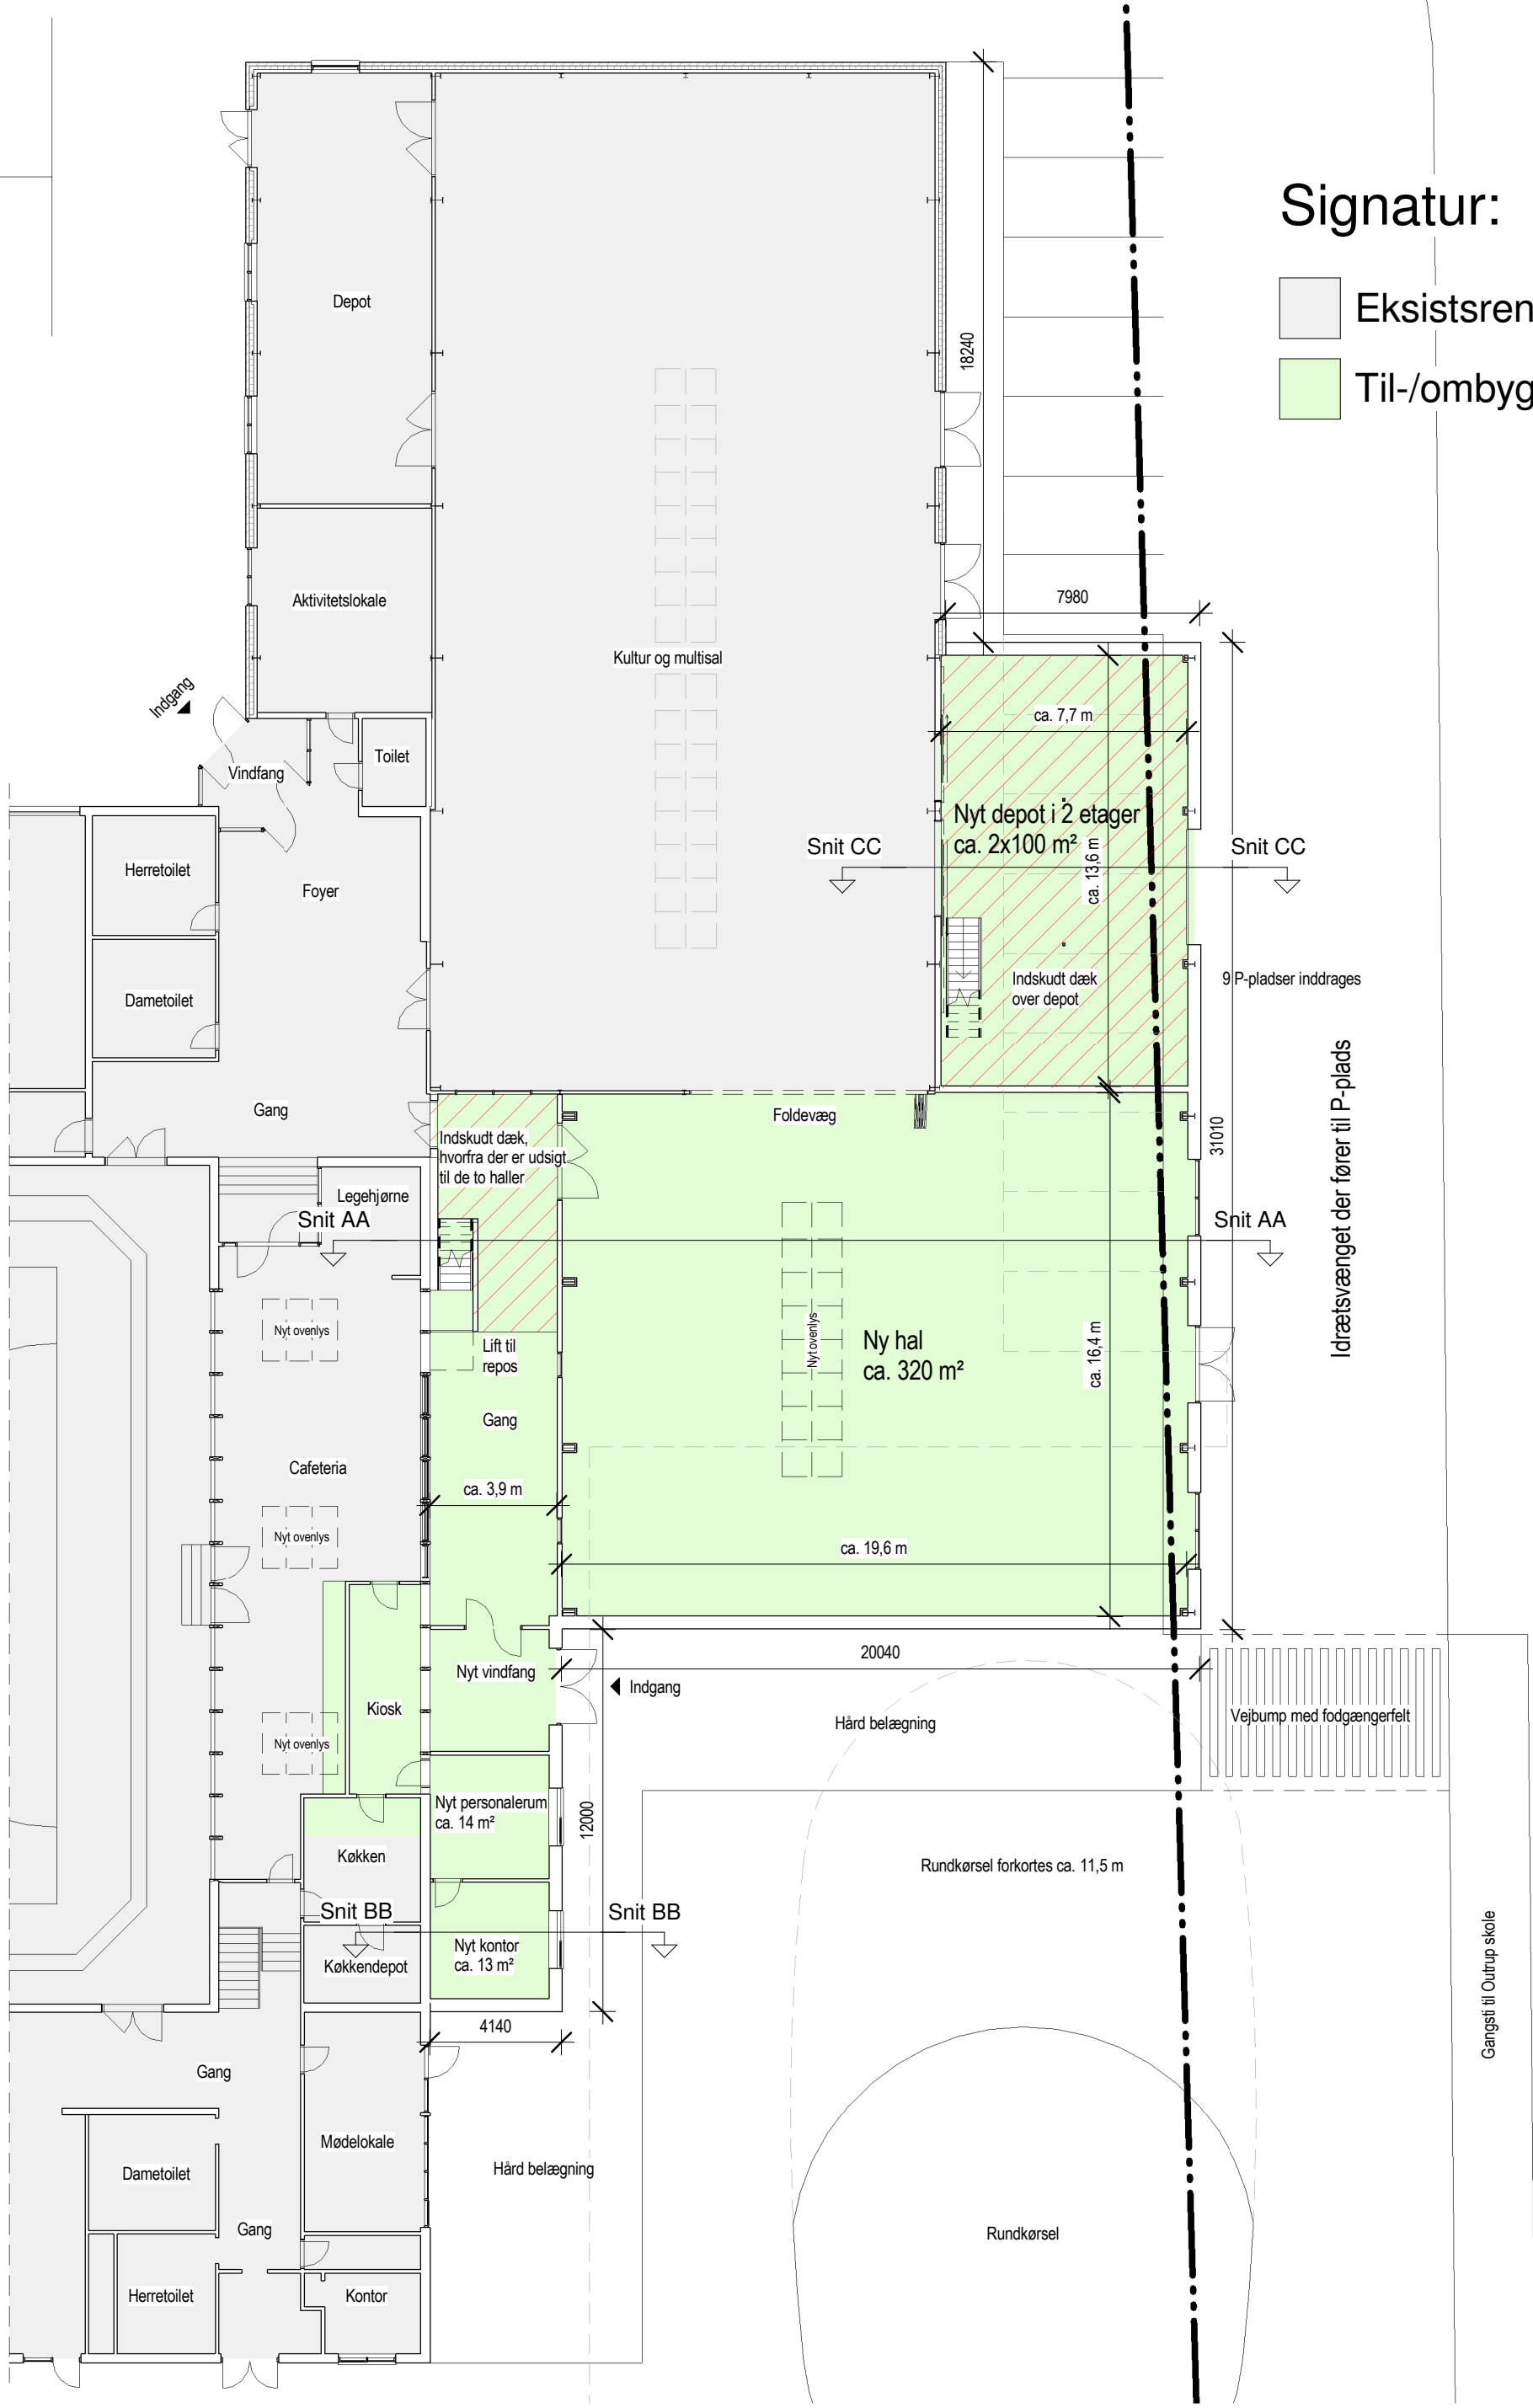 Signatur:
Eksistsren
Til-/ombyg
Depot
18240
Aktivitetslokale
7980
Kultur og multisal
Indgang
Toilet
Vindfang
ca. 7,7 m
Nyt depot i 2 etager
ca. 2x100 m²
ca. 13,6 m
Snit CC
Snit CC
Herretoilet
Foyer
Dametoilet
Indskudt dæk
over depot
9 P-pladser inddrages
Idrætsvænget der fører til P-plads
Gang
Foldevæg
31010
Indskudt dæk,
hvorfra der er udsigt
til de to haller
Legehjørne
Snit AA
Snit AA
Nyt ovenlys
Lift til
repos
Nyt ovenlys
Ny hal
ca. 320 m²
ca. 16,4 m
Gang
Cafeteria
ca. 3,9 m
Nyt ovenlys
ca. 19,6 m
20040
Nyt vindfang
Indgang
Kiosk
Hård belægning
Vejbump med fodgængerfelt
Nyt ovenlys
Nyt personalerum
ca. 14 m²
12000
Køkken
Rundkørsel forkortes ca. 11,5 m
Snit BB
Snit BB
Nyt kontor
ca. 13 m²
Køkkendepot
Gangsti til Outrup skole
4140
Gang
Mødelokale
Dametoilet
Hård belægning
Gang
Rundkørsel
Herretoilet
Kontor